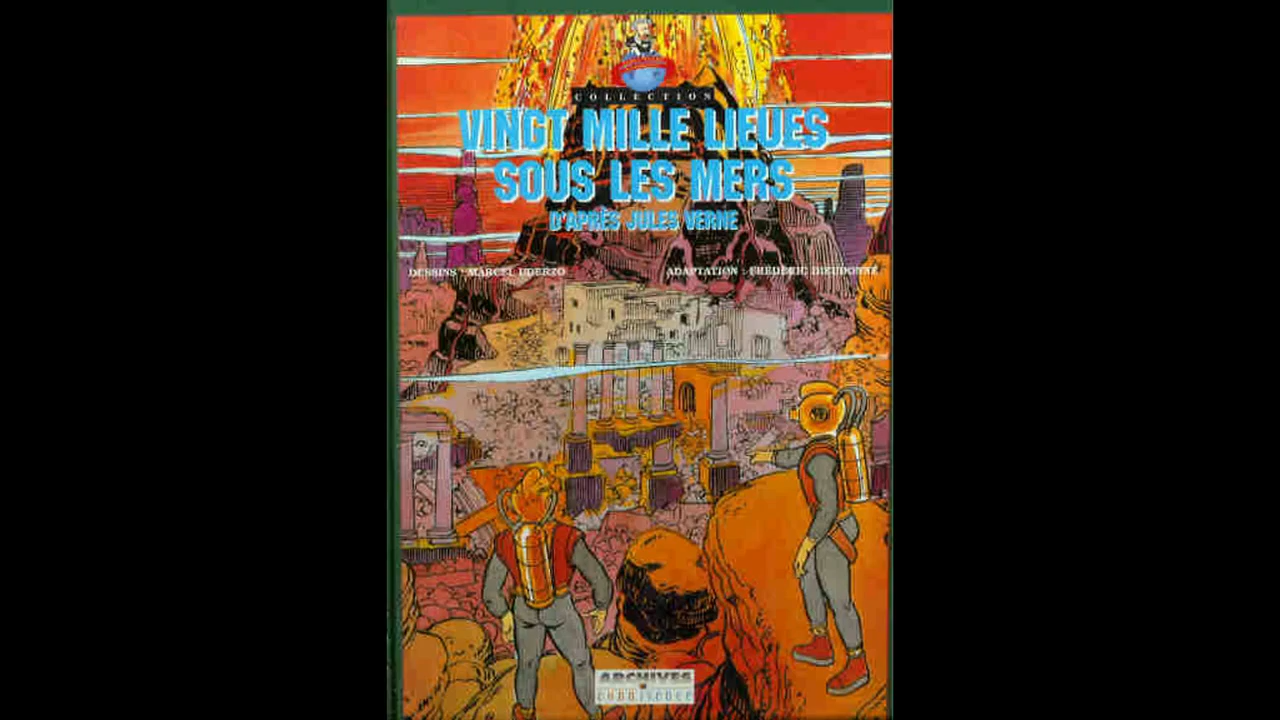 COLLECTION
VINGT MILLE LIEUES
SOUS LES MERS
D'APRÈS JULES VERNE
DESSINS : MARCEL UDERZO
ADAPTATION : FRÉDÉRIC DIEUDONNÉ
ARCHIVES